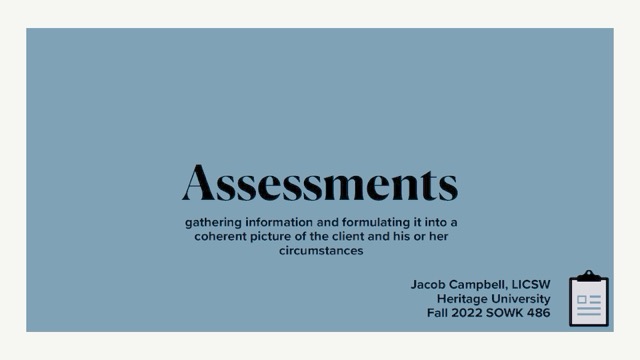 Assessments
gathering information and formulating it into a
coherent picture of the client and his or her
circumstances
Jacob Campbell, LICSW
Heritage University
Fall 2022 SOWK 486